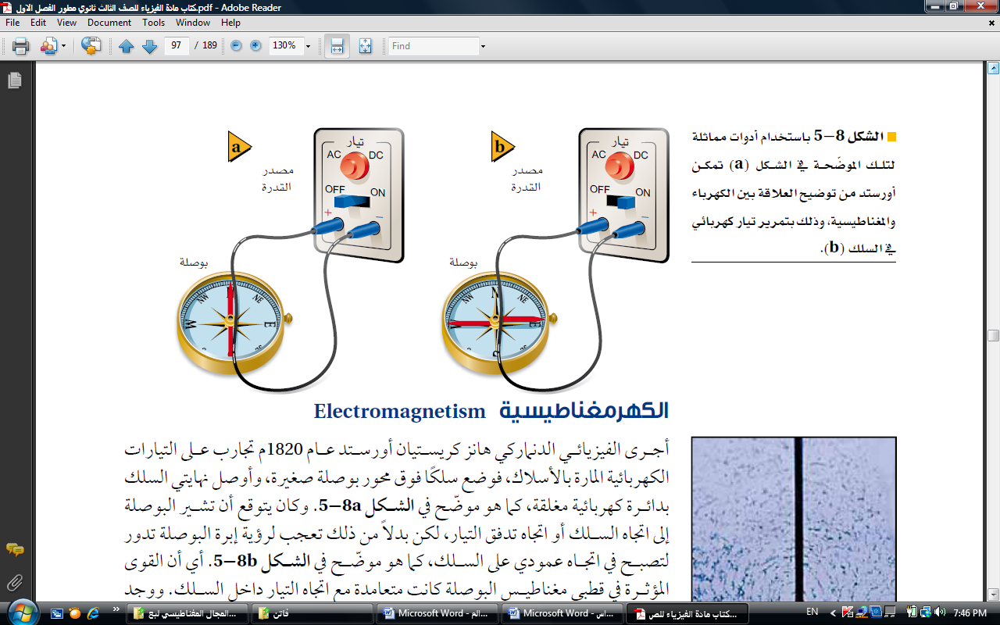 كتاب مادة الفيزياء للصف الثالث ثانوي مطور الفصل الاول.pdf - Adobe Reader
File Edit View Document Tools Window Help
97 / 189 130% Find
الشكل 8–5 باستخدام أدوات مماثلة
لتلك الموضّحة في الشكل (a) تمكن
أورستد من توضيح العلاقة بين الكهرباء
والمغناطيسية، وذلك بتمرير تيار كهربائي
في السلك (b).
b
تيار
AC DC
مصدر
القدرة
OFF ON
+ –
بوصلة
N
NW NE
E
a
تيار
AC DC
مصدر
القدرة
OFF ON
+ –
بوصلة
NW NE
W E
الكهرمغناطيسية Electromagnetism
أجرى الفيزيائي الدنماركي هانز كريستيان أورستد عام 1820م تجارب على التيارات
الكهربائية المارة بالأسلاك، فوضع سلكًا فوق محور بوصلة صغيرة، وأوصل نهايتي السلك
بدائرة كهربائية مغلقة، كما هو موضّح في الشكل 5–8a. وكان يتوقع أن تشير البوصلة
إلى اتجاه السلك أو اتجاه تدفق التيار، لكن بدلاً من ذلك تعجب لرؤية إبرة البوصلة تدور
لتصبح في اتجاه عمودي على السلك، كما هو موضّح في الشكل 5–8b. أي أن القوى
المؤثرة في قطبي مغناطيس البوصلة كانت متعامدة مع اتجاه التيار داخل السلك. ووجد
المجال المغناطيسي لبح...
فاتن
Microsoft Word - الم...
Microsoft Word - اس...
كتاب مادة الفيزياء للص...
EN
7:46 PM